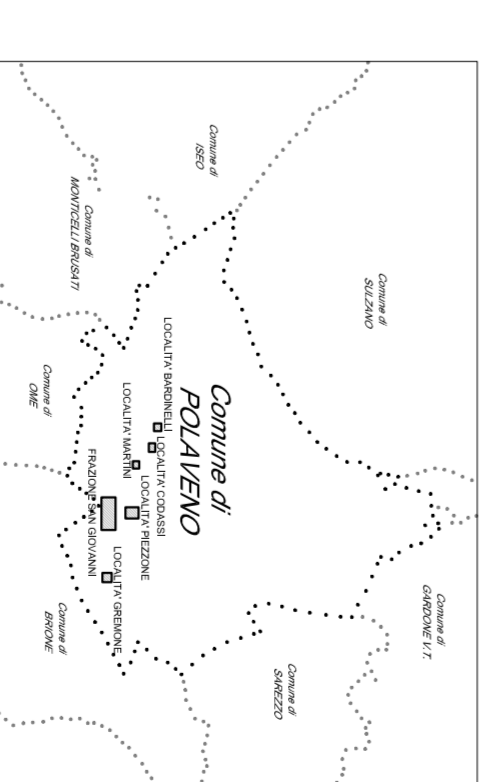 Comune di
SULZANO
Comune di
GARDONE V.T.
Comune di
ISEO
Comune di
POLAVENO
Comune di
SAREZZO
Comune di
MONTICELLI BRUSATI
LOCALITA' BARDINELLI
LOCALITA' CODASSI
LOCALITA' MARTINI
LOCALITA' PIEZZONE
FRAZIONE SAN GIOVANNI
LOCALITA' GREMONE
Comune di
OME
Comune di
BRIONE